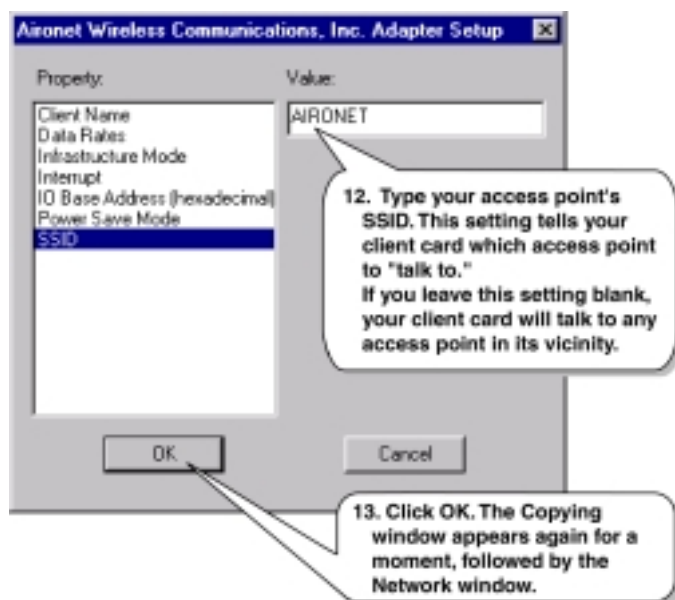 Aironet Wireless Communications, Inc. Adapter Setup
Property:
Value:
Client Name
Data Rates
Infrastructure Mode
Interrupt
IO Base Address (hexadecimal)
Power Save Mode
SSID
AIRONET
12. Type your access point's
SSID. This setting tells your
client card which access point
to "talk to."
If you leave this setting blank,
your client card will talk to any
access point in its vicinity.
OK
Cancel
13. Click OK. The Copying
window appears again for a
moment, followed by the
Network window.